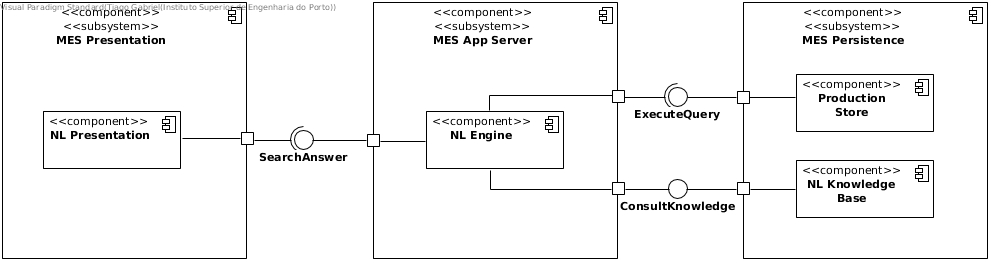 Visual Paradigm Standard(Tiago Gabriel(Instituto Superior de Engenharia do Porto))
<<component>>
<<subsystem>>
MES Presentation
<<component>>
NL Presentation
SearchAnswer
<<component>>
<<subsystem>>
MES App Server
<<component>>
NL Engine
ExecuteQuery
ConsultKnowledge
<<component>>
<<subsystem>>
MES Persistence
<<component>>
Production
Store
<<component>>
NL Knowledge
Base